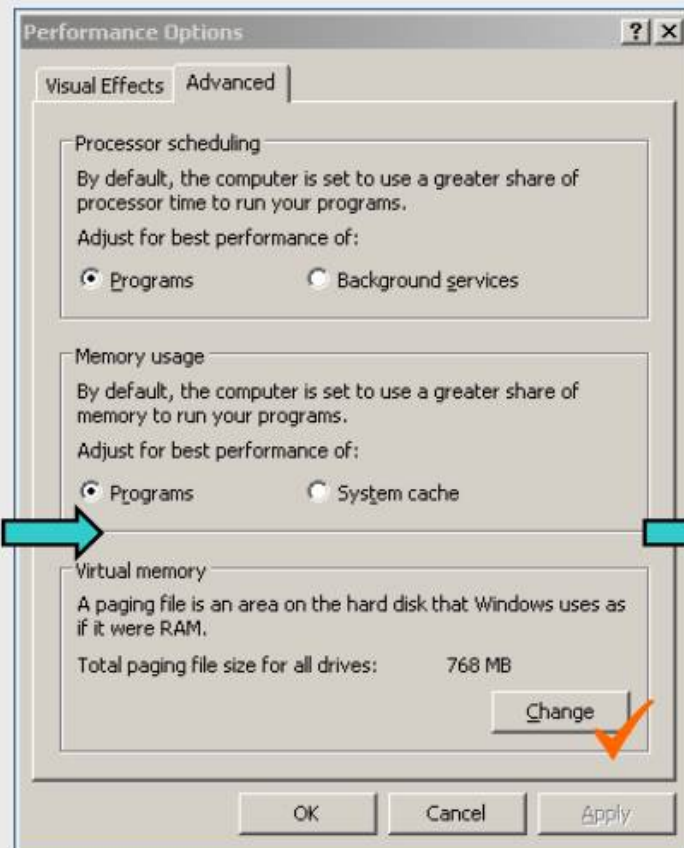 Performance Options
Visual Effects
Advanced
Processor scheduling
By default, the computer is set to use a greater share of
processor time to run your programs.
Adjust for best performance of:
Programs
Background services
Memory usage
By default, the computer is set to use a greater share of
memory to run your programs.
Adjust for best performance of:
Programs
System cache
Virtual memory
A paging file is an area on the hard disk that Windows uses as
if it were RAM.
Total paging file size for all drives: 768 MB
Change
OK
Cancel
Apply